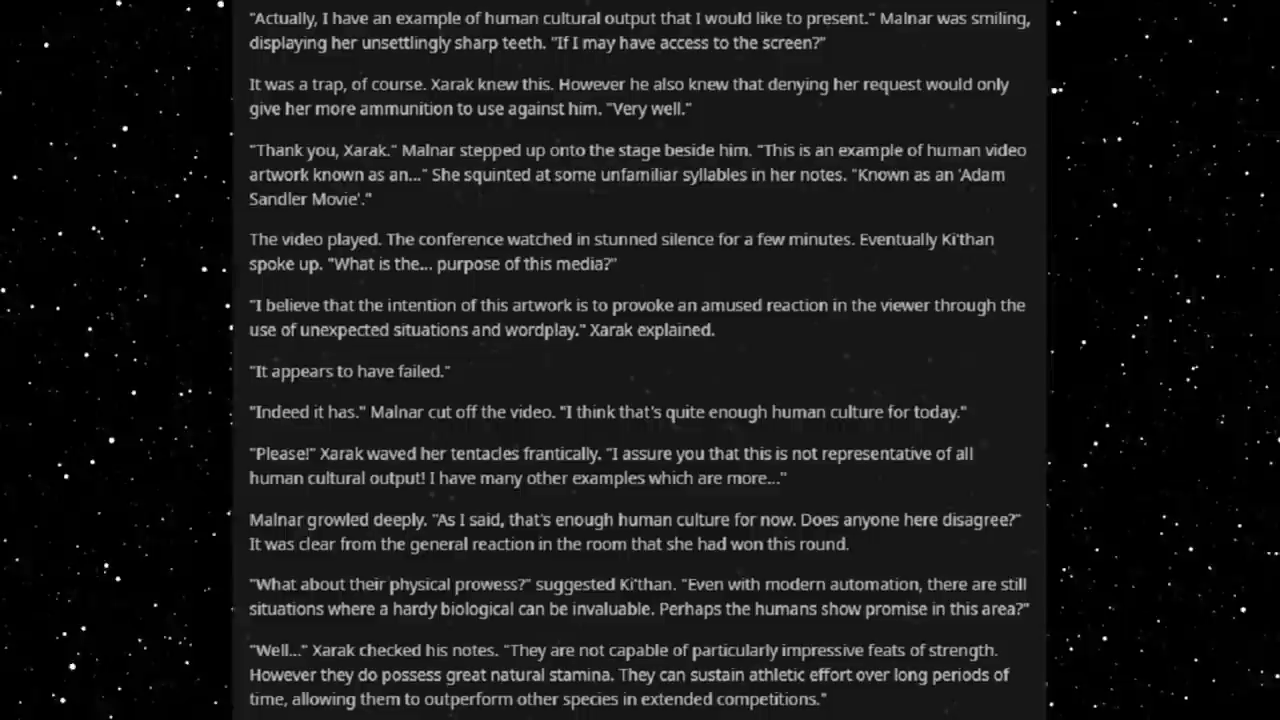 "Actually, I have an example of human cultural output that I would like to present." Malnar was smiling,
displaying her unsettlingly sharp teeth. "If I may have access to the screen?"
It was a trap, of course. Xarak knew this. However he also knew that denying her request would only
give her more ammunition to use against him. "Very well."
"Thank you, Xarak." Malnar stepped up onto the stage beside him. "This is an example of human video
artwork known as an..." She squinted at some unfamiliar syllables in her notes. "Known as an 'Adam
Sandler Movie'."
The video played. The conference watched in stunned silence for a few minutes. Eventually Ki'than
spoke up. "What is the... purpose of this media?"
"I believe that the intention of this artwork is to provoke an amused reaction in the viewer through the
use of unexpected situations and wordplay." Xarak explained.
"It appears to have failed."
"Indeed it has." Malnar cut off the video. "I think that's quite enough human culture for today."
"Please!" Xarak waved her tentacles frantically. "I assure you that this is not representative of all
human cultural output! I have many other examples which are more..."
Malnar growled deeply. "As I said, that's enough human culture for now. Does anyone here disagree?"
It was clear from the general reaction in the room that she had won this round.
"What about their physical prowess?" suggested Ki'than. "Even with modern automation, there are still
situations where a hardy biological can be invaluable. Perhaps the humans show promise in this area?"
"Well..." Xarak checked his notes. "They are not capable of particularly impressive feats of strength.
However they do possess great natural stamina. They can sustain athletic effort over long periods of
time, allowing them to outperform other species in extended competitions."